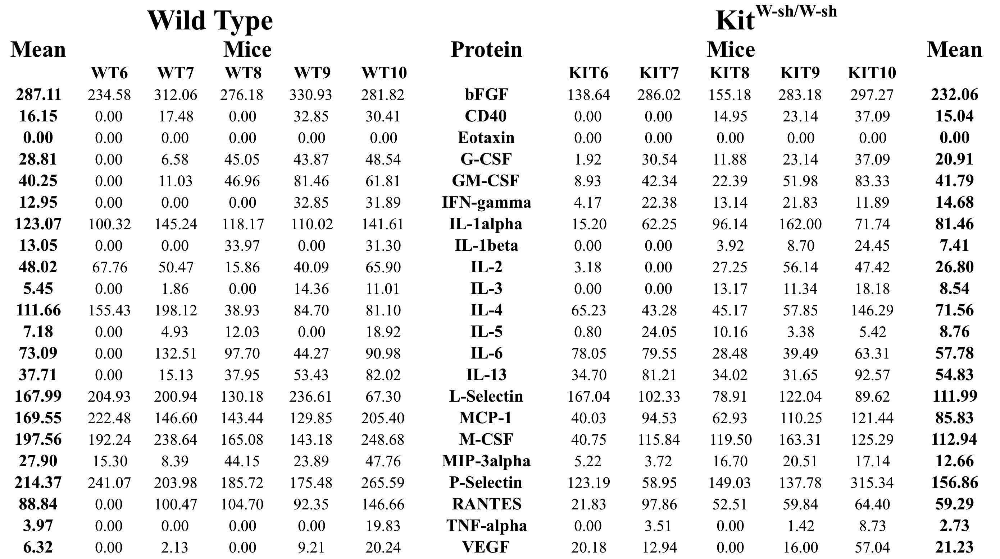 Wild Type Kit^W-sh/W-sh
Mean Mice Protein Mice Mean
WT6 WT7 WT8 WT9 WT10 KIT6 KIT7 KIT8 KIT9 KIT10
287.11 234.58 312.06 276.18 330.93 281.82 bFGF 138.64 286.02 155.18 283.18 297.27 232.06
16.15 0.00 17.48 0.00 32.85 30.41 CD40 0.00 0.00 14.95 23.14 37.09 15.04
0.00 0.00 0.00 0.00 0.00 0.00 Eotaxin 0.00 0.00 0.00 0.00 0.00 0.00
28.81 0.00 6.58 45.05 43.87 48.54 G-CSF 1.92 30.54 11.88 23.14 37.09 20.91
40.25 0.00 11.03 46.96 81.46 61.81 GM-CSF 8.93 42.34 22.39 51.98 83.33 41.79
12.95 0.00 0.00 0.00 32.85 31.89 IFN-gamma 4.17 22.38 13.14 21.83 11.89 14.68
123.07 100.32 145.24 118.17 110.02 141.61 IL-1alpha 15.20 62.25 96.14 162.00 71.74 81.46
13.05 0.00 0.00 33.97 0.00 31.30 IL-1beta 0.00 0.00 3.92 8.70 24.45 7.41
48.02 67.76 50.47 15.86 40.09 65.90 IL-2 3.18 0.00 27.25 56.14 47.42 26.80
5.45 0.00 1.86 0.00 14.36 11.01 IL-3 0.00 0.00 13.17 11.34 18.18 8.54
111.66 155.43 198.12 38.93 84.70 81.10 IL-4 65.23 43.28 45.17 57.85 146.29 71.56
7.18 0.00 4.93 12.03 0.00 18.92 IL-5 0.80 24.05 10.16 3.38 5.42 8.76
73.09 0.00 132.51 97.70 44.27 90.98 IL-6 78.05 79.55 28.48 39.49 63.31 57.78
37.71 0.00 15.13 37.95 53.43 82.02 IL-13 34.70 81.21 34.02 31.65 92.57 54.83
167.99 204.93 200.94 130.18 236.61 67.30 L-Selectin 167.04 102.33 78.91 122.04 89.62 111.99
169.55 222.48 146.60 143.44 129.85 205.40 MCP-1 40.03 94.53 62.93 110.25 121.44 85.83
197.56 192.24 238.64 165.08 143.18 248.68 M-CSF 40.75 115.84 119.50 163.31 125.29 112.94
27.90 15.30 8.39 44.15 23.89 47.76 MIP-3alpha 5.22 3.72 16.70 20.51 17.14 12.66
214.37 241.07 203.98 185.72 175.48 265.59 P-Selectin 123.19 58.95 149.03 137.78 315.34 156.86
88.84 0.00 100.47 104.70 92.35 146.66 RANTES 21.83 97.86 52.51 59.84 64.40 59.29
3.97 0.00 0.00 0.00 0.00 19.83 TNF-alpha 0.00 3.51 0.00 1.42 8.73 2.73
6.32 0.00 2.13 0.00 9.21 20.24 VEGF 20.18 12.94 0.00 16.00 57.04 21.23